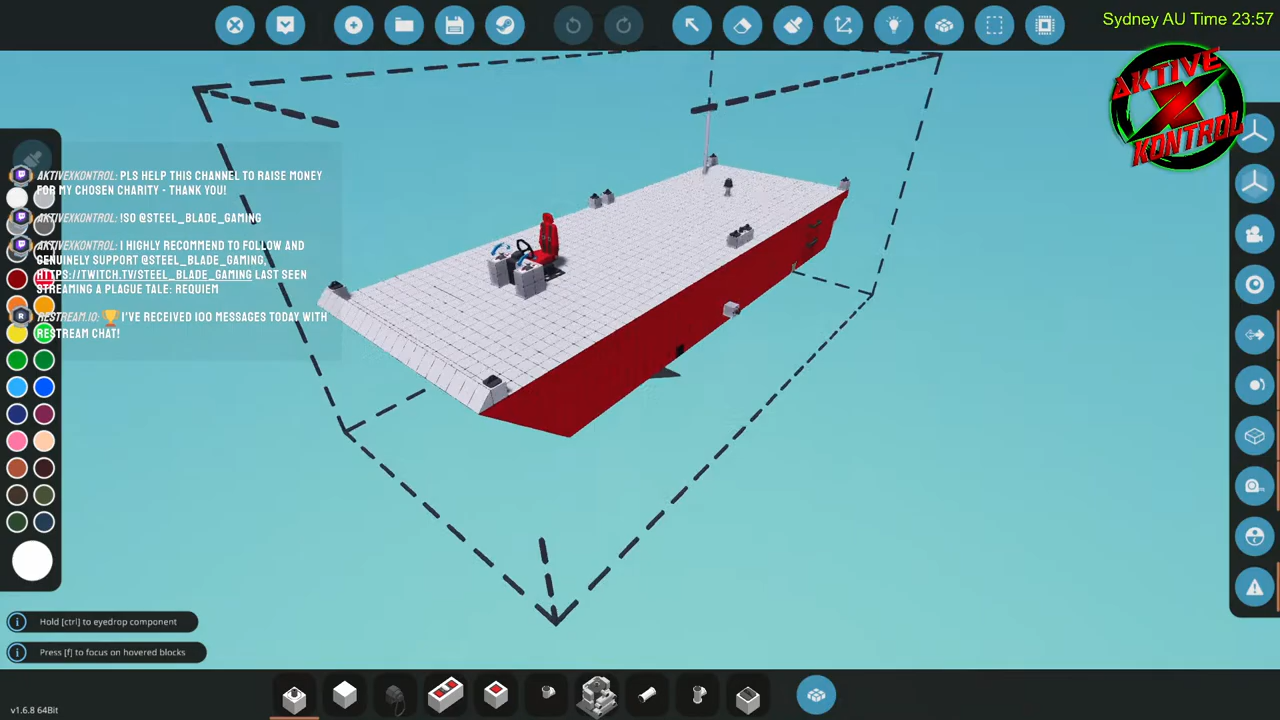 Sydney AU Time 23:57
AKTIVE
X
KONTROL
AKTIVEXKONTROL: PLS HELP THIS CHANNEL TO RAISE MONEY
FOR MY CHOSEN CHARITY - THANK YOU!
AKTIVEXKONTROL: !SO @STEEL_BLADE_GAMING
AKTIVEXKONTROL: I HIGHLY RECOMMEND TO FOLLOW AND
GENUINELY SUPPORT @STEEL_BLADE_GAMING,
HTTPS://TWITCH.TV/STEEL_BLADE_GAMING LAST SEEN
STREAMING A PLAGUE TALE: REQUIEM
RESTREAM.IO: 🏆 I'VE RECEIVED 100 MESSAGES TODAY WITH
RESTREAM CHAT!
Hold [ctrl] to eyedrop component
Press [f] to focus on hovered blocks
v1.6.8 64Bit